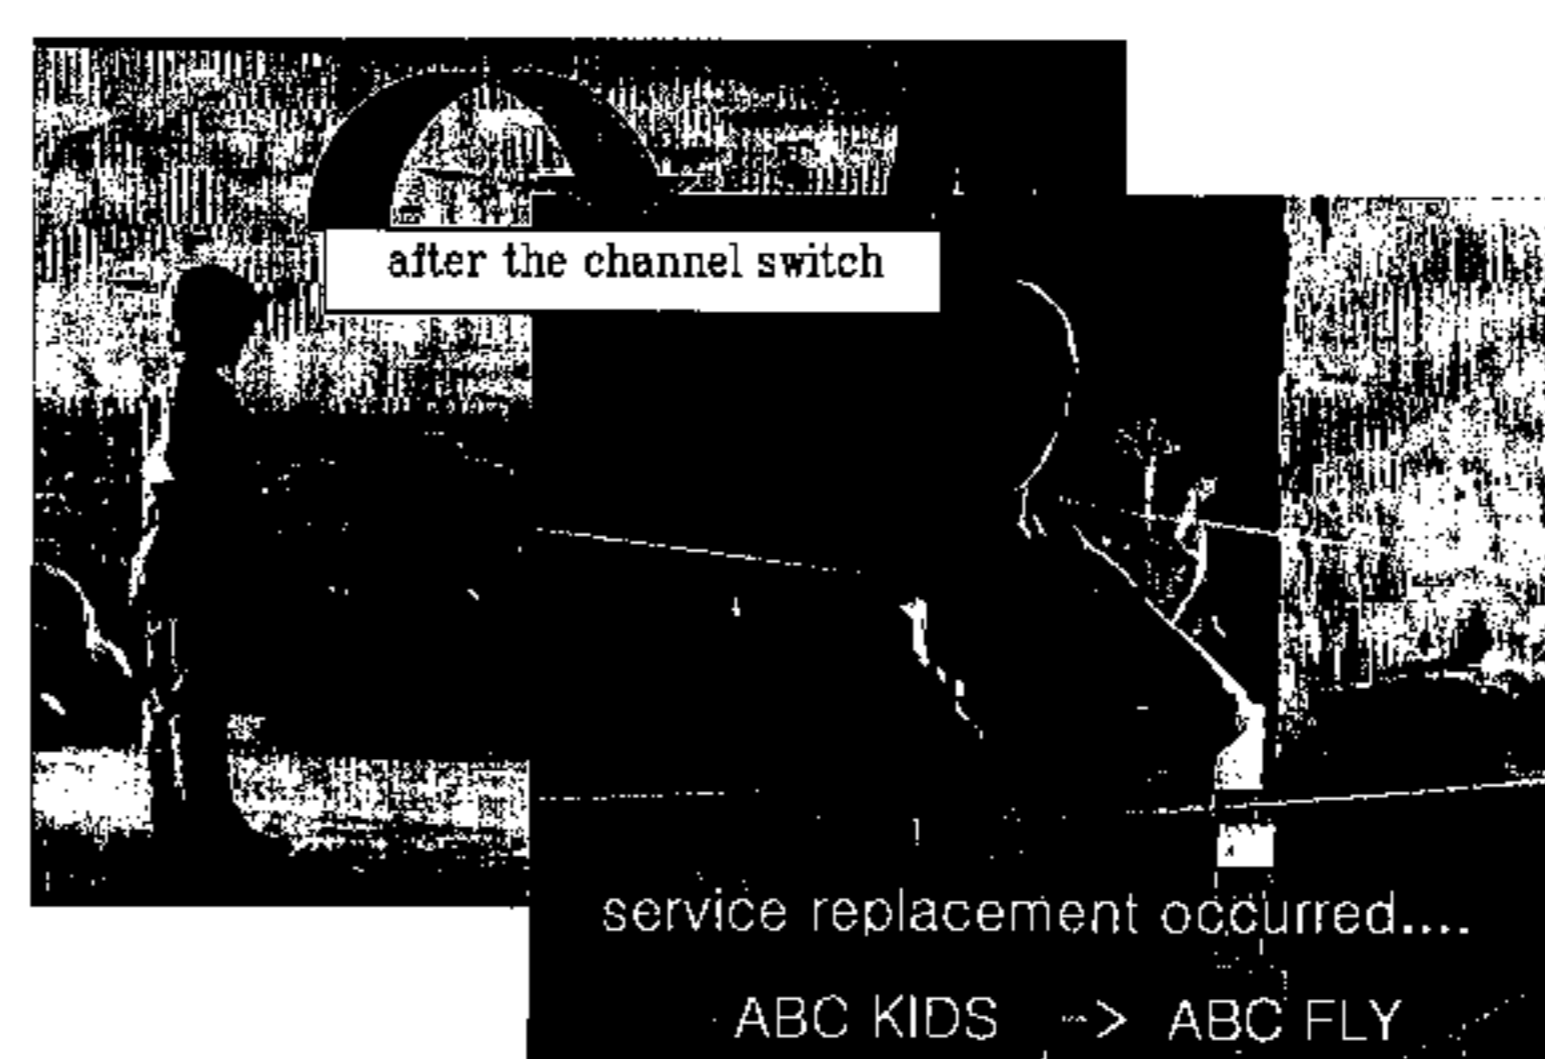 after the channel switch
service replacement occurred....
ABC KIDS --> ABC FLY